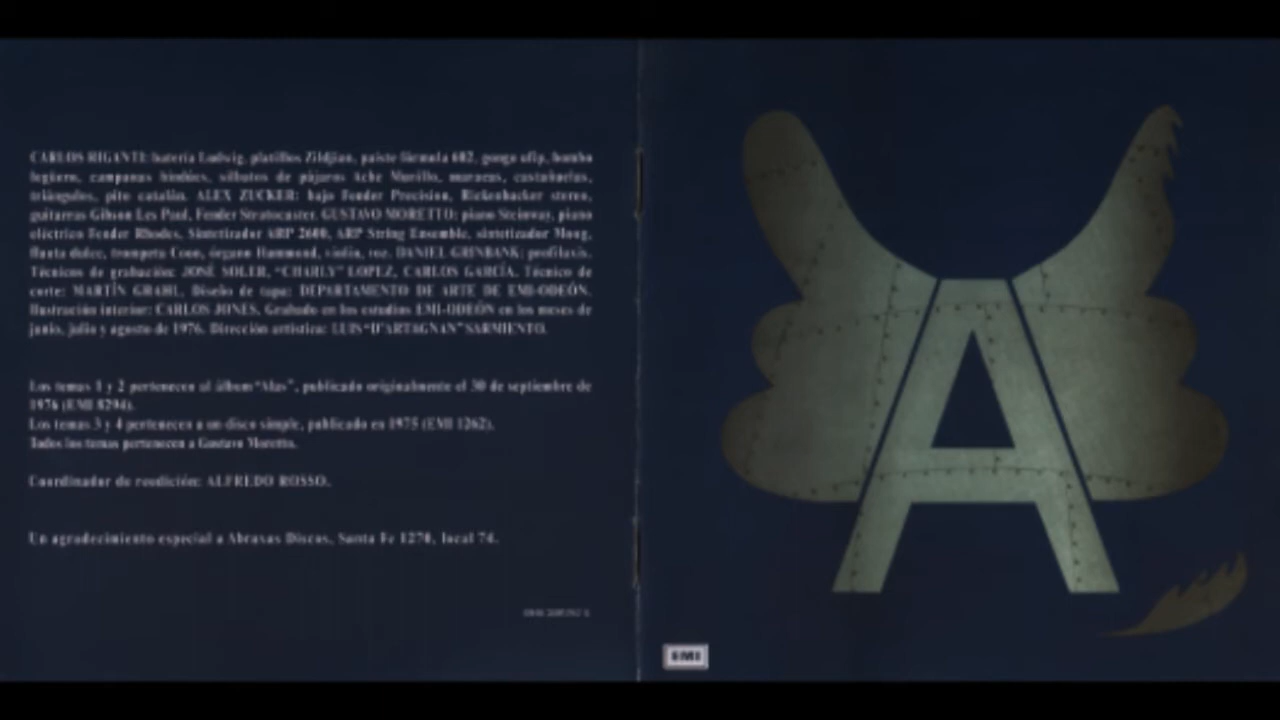 CARLOS RIGANTI: batería Ludwig, platillos Zildjian, paiste fórmula 602, gongo ufip, bombo
legüero, campanas hindúes, silbatos de pájaros Ache Murillo, maracas, castañuelas,
triángulos, pito catalán. ALEX ZUCKER: bajo Fender Precision, Rickenbacker stereo,
guitarras Gibson Les Paul, Fender Stratocaster. GUSTAVO MORETTO: piano Steinway, piano
eléctrico Fender Rhodes, Sintetizador ARP 2600, ARP String Ensemble, sintetizador Moog,
flauta dulce, trompeta Conn, órgano Hammond, violín, voz. DANIEL GRINBANK: profilaxis.
Técnicos de grabación: JOSÉ SOLER, "CHARLY" LOPEZ, CARLOS GARCÍA. Técnico de
corte: MARTÍN GRAHL. Diseño de tapa: DEPARTAMENTO DE ARTE DE EMI-ODEÓN.
Ilustración interior: CARLOS JONES. Grabado en los estudios EMI-ODEÓN en los meses de
junio, julio y agosto de 1976. Dirección artística: LUIS "D'ARTAGNAN" SARMIENTO.
Los temas 1 y 2 pertenecen al álbum "Alas", publicado originalmente el 30 de septiembre de
1976 (EMI 8294).
Los temas 3 y 4 pertenecen a un disco simple, publicado en 1975 (EMI 1262).
Todos los temas pertenecen a Gustavo Moretto.
Coordinador de reedición: ALFREDO ROSSO.
Un agradecimiento especial a Abraxas Discos, Santa Fe 1270, local 74.
A
EMI